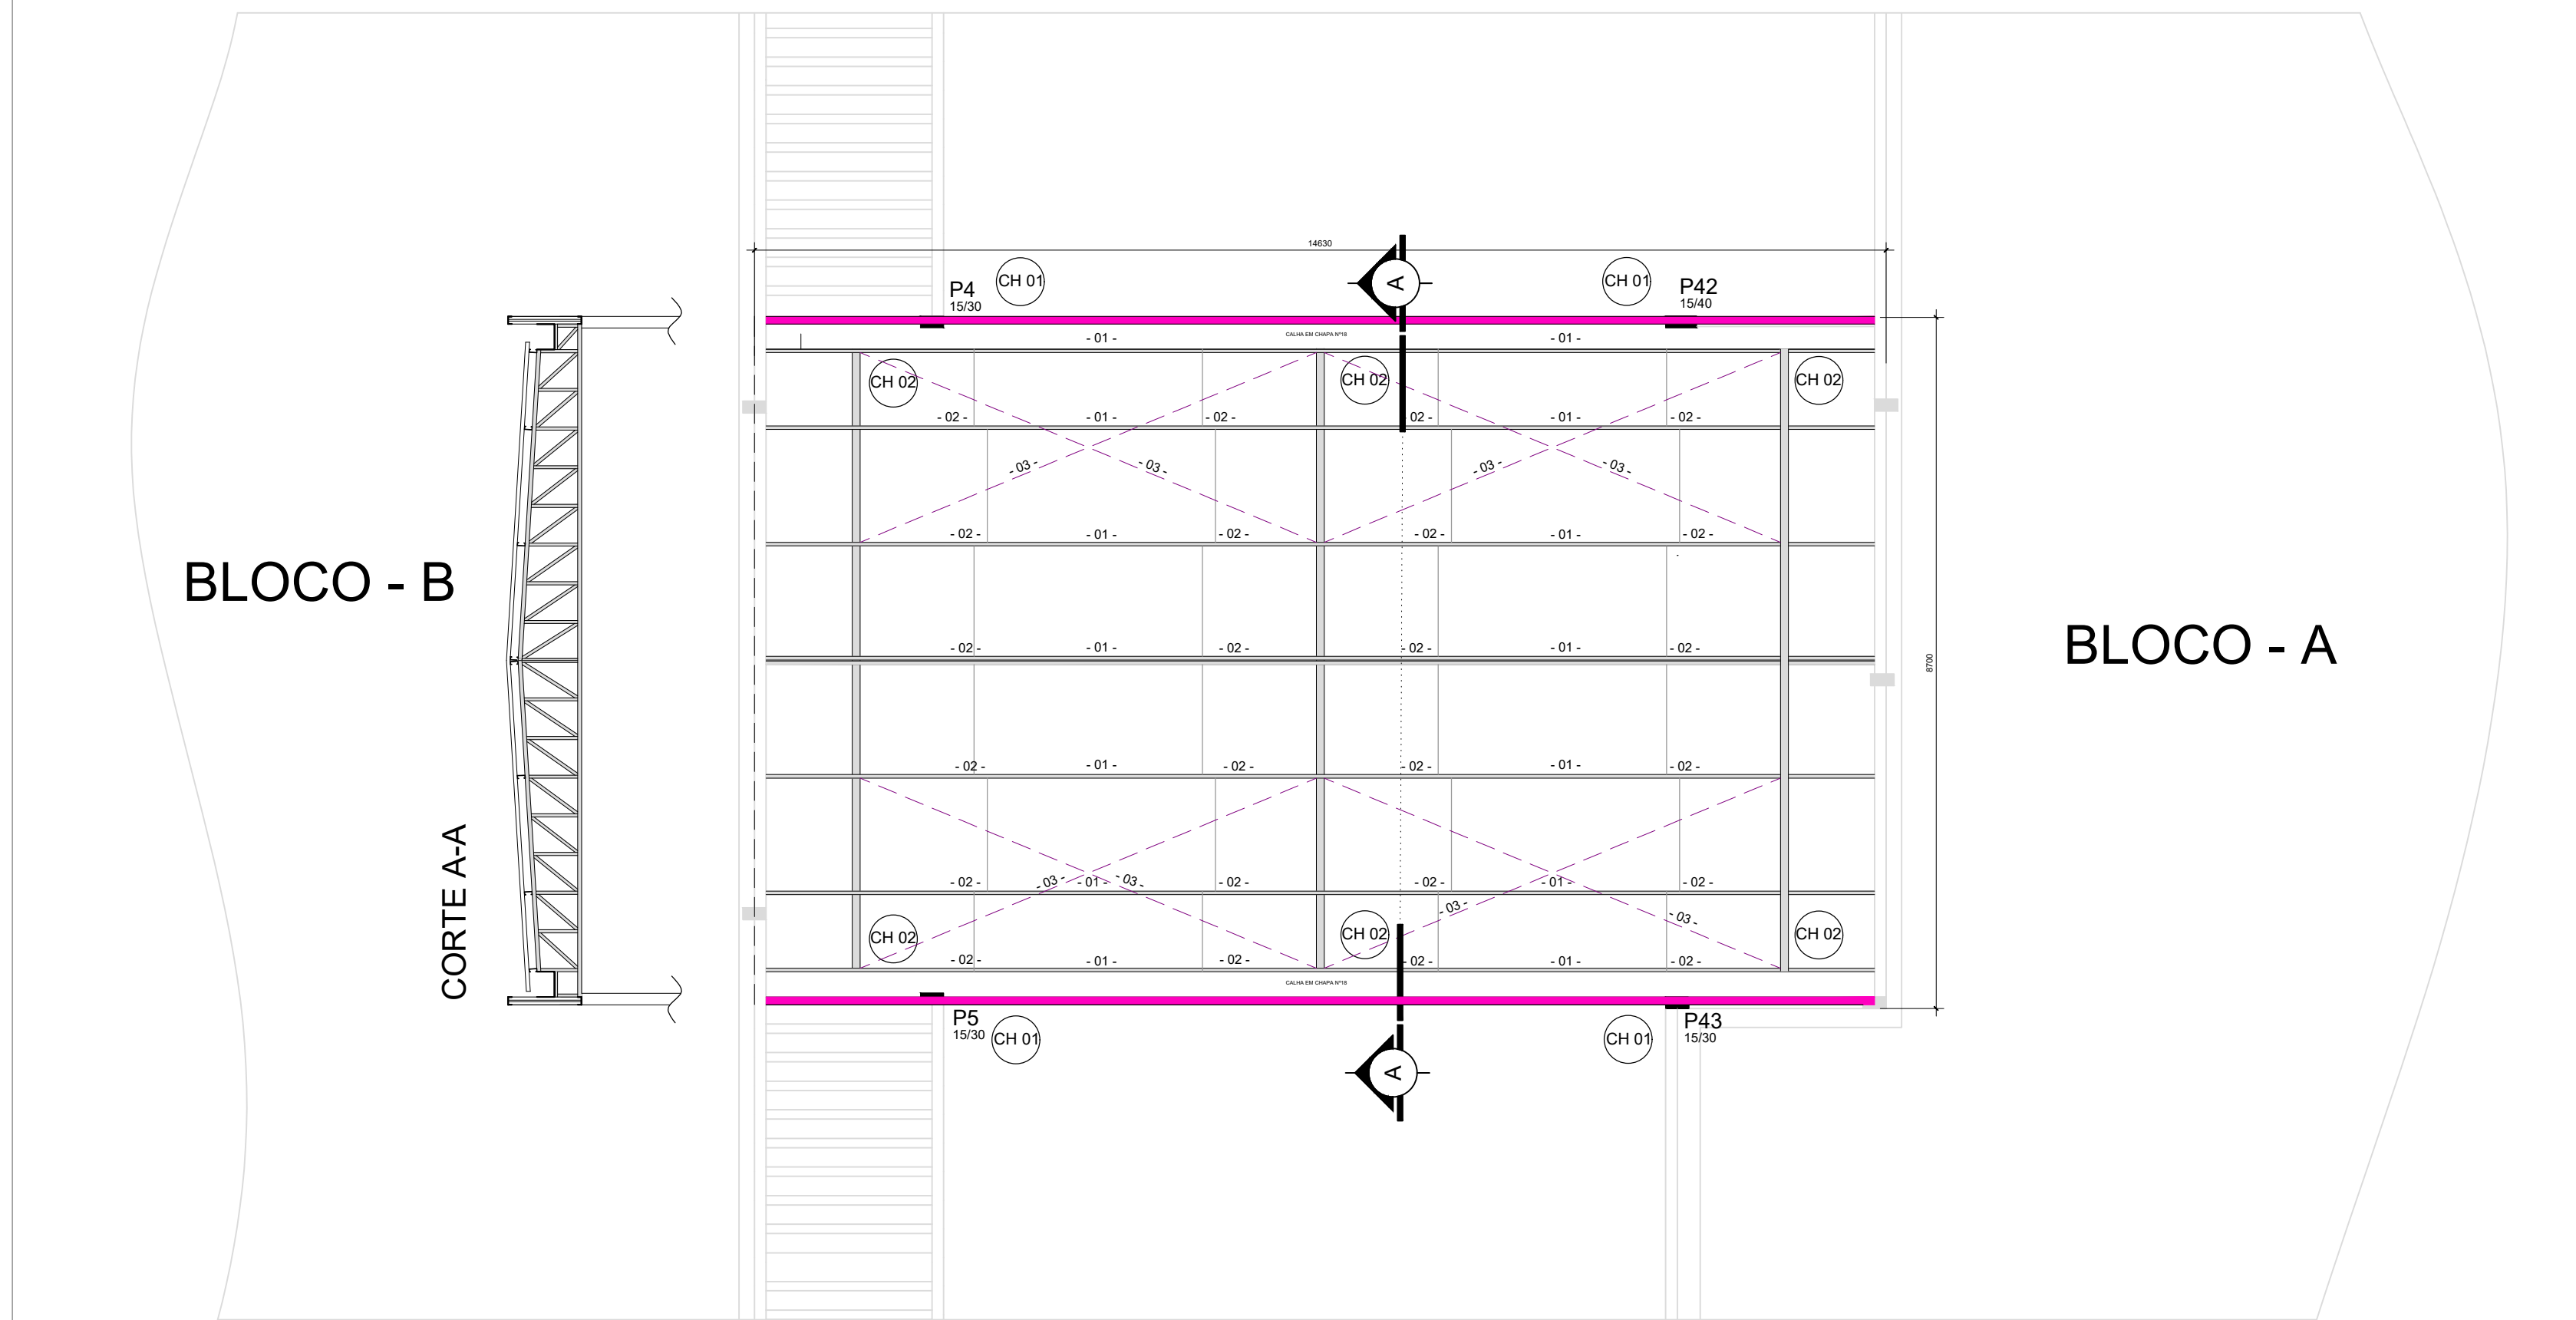 14630
CH 01
A
CH 01
P4
15/30
P42
15/40
CALHA EM CHAPA Nº18
- 01 -
- 01 -
CH 02
CH 02
CH 02
- 02 -
- 01 -
- 02 -
02 -
- 01 -
- 02 -
- 03 -
- 03 -
- 03 -
- 03 -
- 02 -
- 01 -
- 02 -
- 02 -
- 01 -
- 02 -
BLOCO - B
BLOCO - A
- 02 -
- 01 -
- 02 -
- 02 -
- 01 -
- 02 -
8700
- 02 -
- 01 -
- 02 -
- 02 -
- 01 -
- 02 -
CORTE A-A
- 02 -
- 03 -
- 01 -
- 03 -
- 02 -
- 02 -
- 01 -
- 02 -
- 03 -
- 03 -
CH 02
CH 02
CH 02
- 02 -
- 01 -
- 02 -
- 02 -
- 01 -
- 02 -
CALHA EM CHAPA Nº18
P5
15/30
CH 01
CH 01
P43
15/30
A